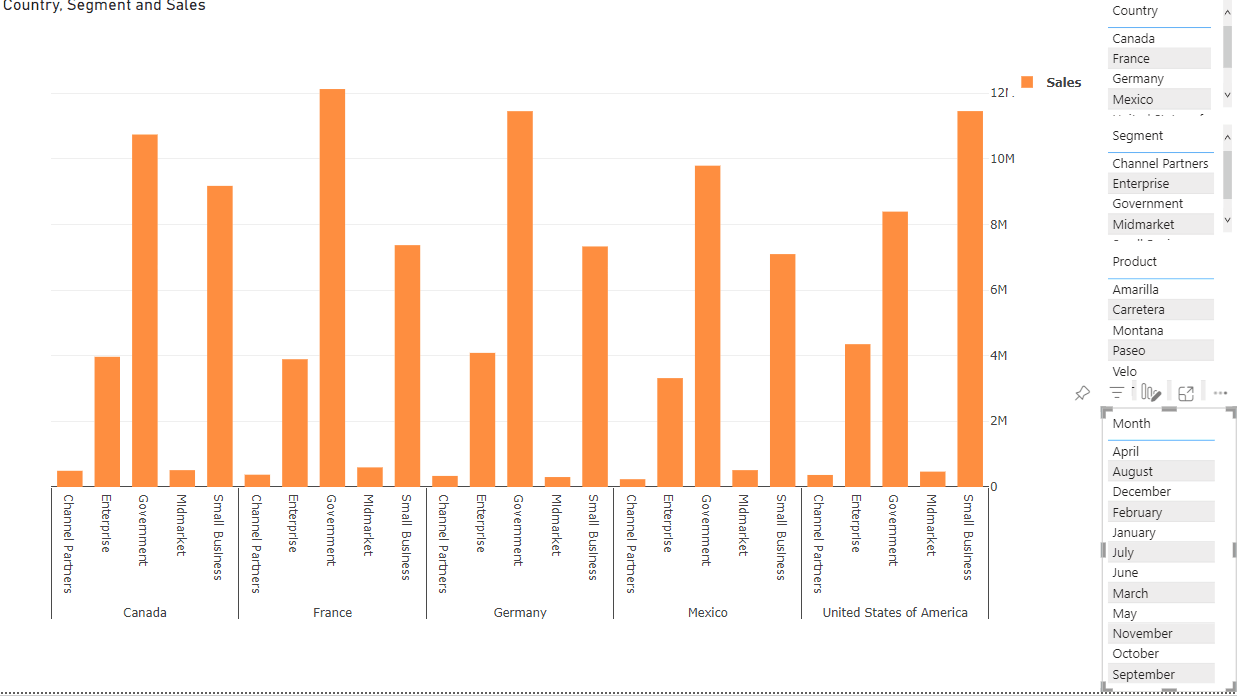 Country, Segment and Sales
Sales
12
10M
8M
6M
4M
2M
0
Channel Partners
Enterprise
Government
Midmarket
Small Business
Channel Partners
Enterprise
Government
Midmarket
Small Business
Channel Partners
Enterprise
Government
Midmarket
Small Business
Channel Partners
Enterprise
Government
Midmarket
Small Business
Channel Partners
Enterprise
Government
Midmarket
Small Business
Canada
France
Germany
Mexico
United States of America
Country
Canada
France
Germany
Mexico
Segment
Channel Partners
Enterprise
Government
Midmarket
Product
Amarilla
Carretera
Montana
Paseo
Velo
Month
April
August
December
February
January
July
June
March
May
November
October
September